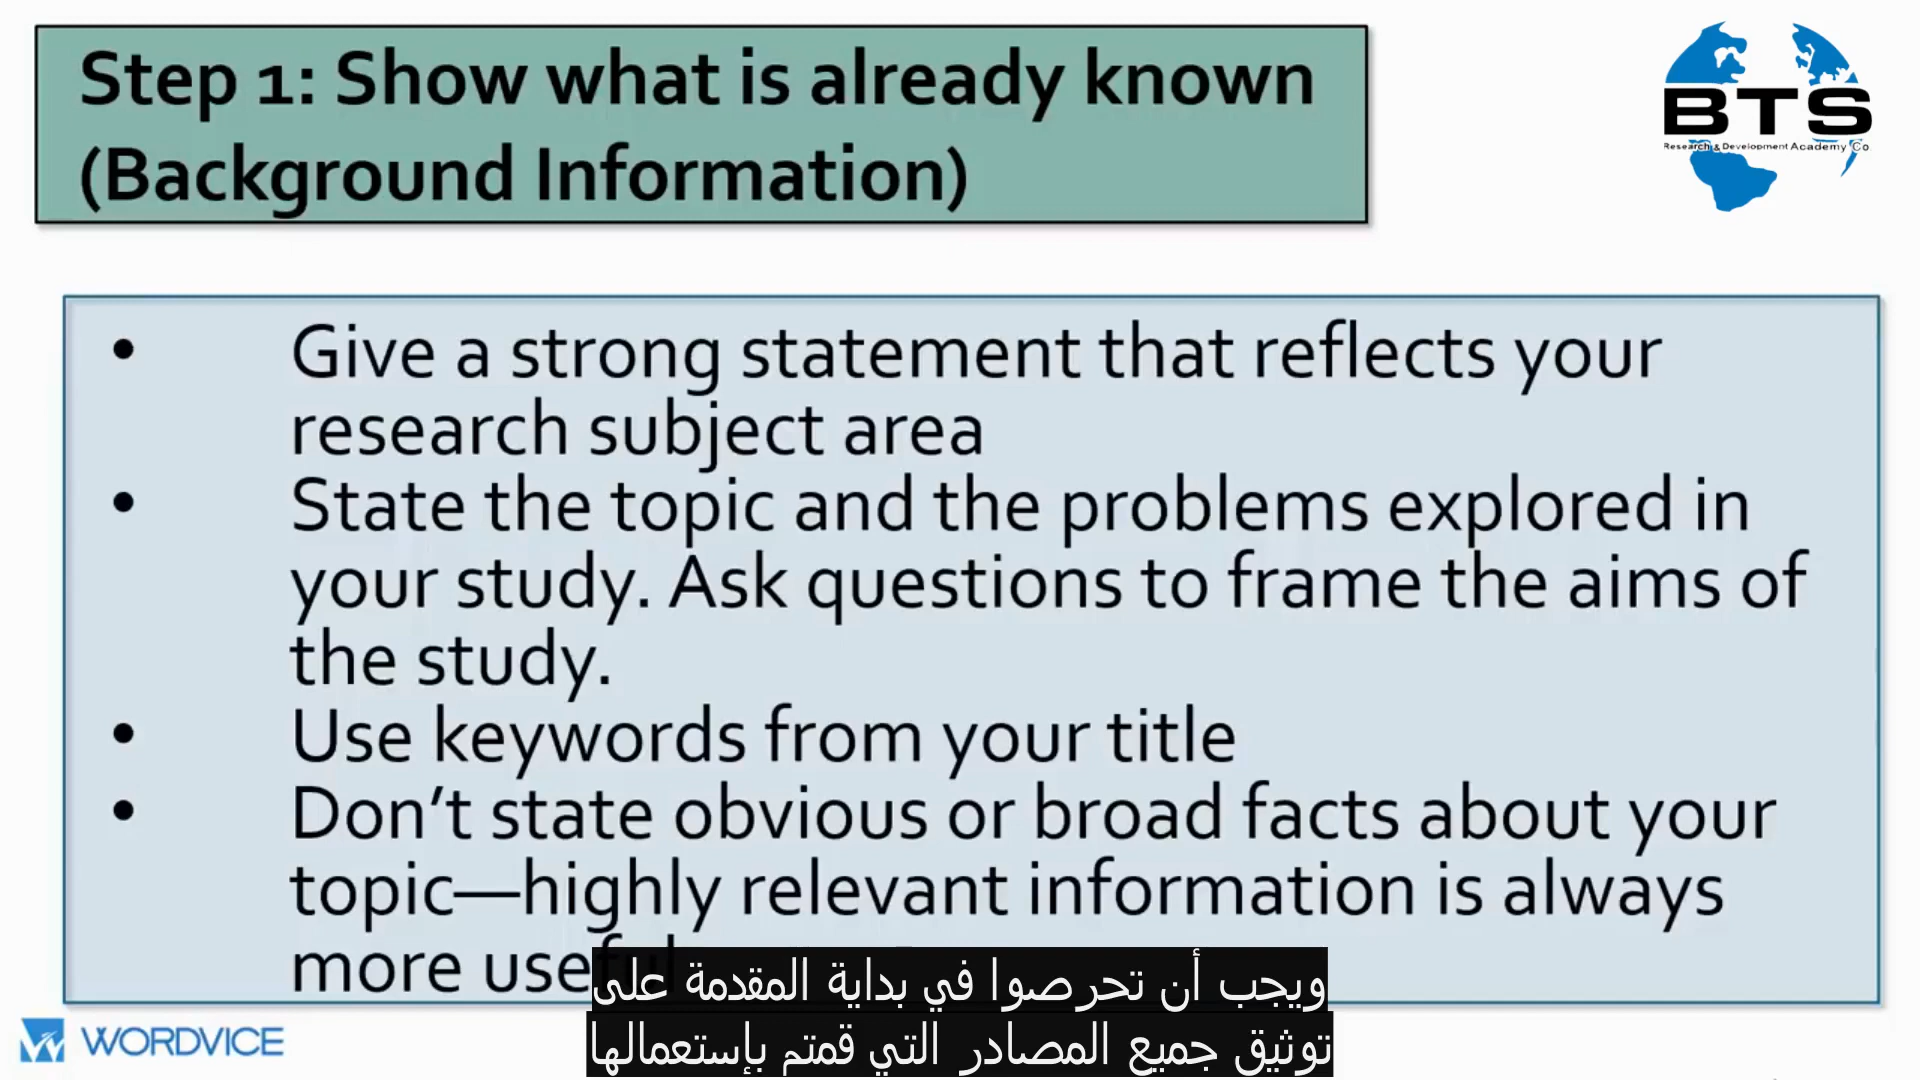 Step 1: Show what is already known
(Background Information)
BTS
Research & Development Academy Co.
• Give a strong statement that reflects your
research subject area
• State the topic and the problems explored in
your study. Ask questions to frame the aims of
the study.
• Use keywords from your title
• Don’t state obvious or broad facts about your
topic—highly relevant information is always
more useful
ويجب أن تحرصوا في بداية المقدمة على
توثيق جميع المصادر التي قمتم بإستعمالها
WORDVICE